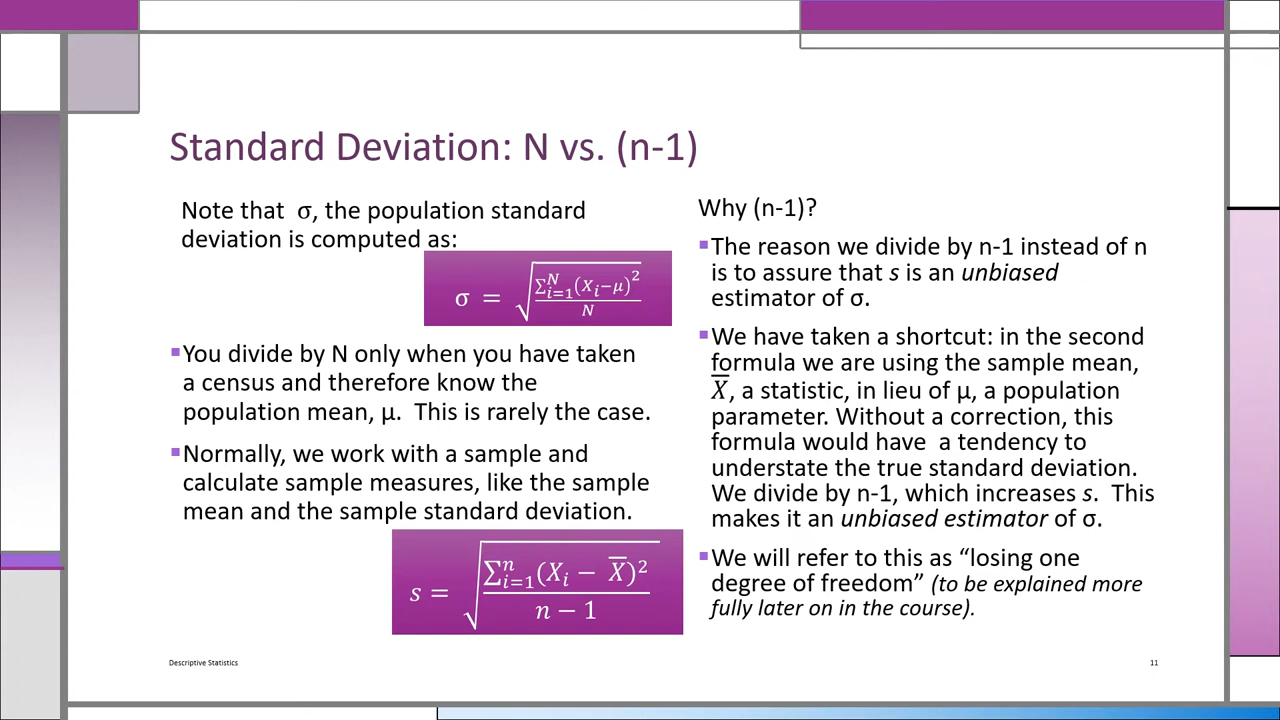 Standard Deviation: N vs. (n-1)
Note that σ, the population standard
deviation is computed as:
σ = √(∑ᵢ₌₁ᴺ (Xᵢ−μ)² / N)
▪You divide by N only when you have taken
a census and therefore know the
population mean, μ. This is rarely the case.
▪Normally, we work with a sample and
calculate sample measures, like the sample
mean and the sample standard deviation.
s = √(∑ᵢ₌₁ⁿ (Xᵢ − X̅)² / n − 1)
Why (n-1)?
▪The reason we divide by n-1 instead of n
is to assure that s is an unbiased
estimator of σ.
▪We have taken a shortcut: in the second
formula we are using the sample mean,
X̅, a statistic, in lieu of μ, a population
parameter. Without a correction, this
formula would have a tendency to
understate the true standard deviation.
We divide by n-1, which increases s. This
makes it an unbiased estimator of σ.
▪We will refer to this as “losing one
degree of freedom” (to be explained more
fully later on in the course).
Descriptive Statistics
11